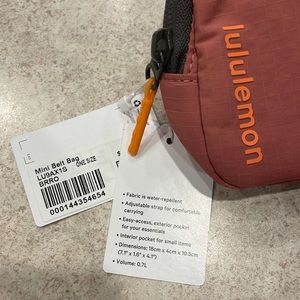 lululemon
Mini Belt Bag
LU9AX1S ONE SIZE
BRRO
000144354654
• Fabric is water-repellent
• Adjustable strap for comfortable
carrying
• Easy-access, exterior pocket
for your essentials
• Interior pocket for small items
• Dimensions: 18cm x 4cm x 10.5cm
(7.1" x 1.6" x 4.1")
• Volume: 0.7L